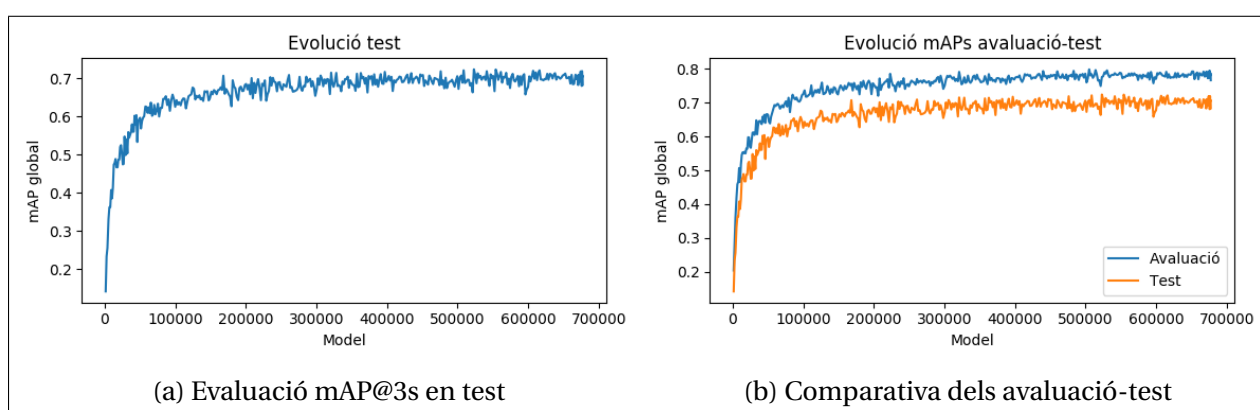 Evolució test
0.7
0.6
0.5
0.4
0.3
0.2
mAP global
0
100000
200000
300000
400000
500000
600000
700000
Model
(a) Evaluació mAP@3s en test
Evolució mAPs avaluació-test
0.8
0.7
0.6
0.5
0.4
0.3
0.2
mAP global
Avaluació
Test
0
100000
200000
300000
400000
500000
600000
700000
Model
(b) Comparativa dels avaluació-test